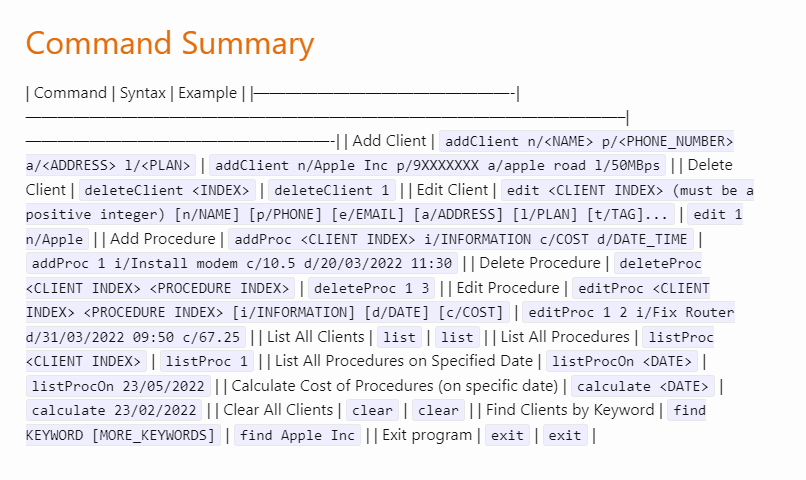 Command Summary
| Command | Syntax | Example | |—————————————————————————-|
—————————————————————————————————————————————————————————|
—————————————————————————————-| | Add Client | addClient n/<NAME> p/<PHONE_NUMBER>
a/<ADDRESS> l/<PLAN> | addClient n/Apple Inc p/9XXXXXXX a/apple road l/50MBps | | Delete
Client | deleteClient <INDEX> | deleteClient 1 | | Edit Client | edit <CLIENT INDEX> (must be a
positive integer) [n/NAME] [p/PHONE] [e/EMAIL] [a/ADDRESS] [l/PLAN] [t/TAG]... | edit 1
n/Apple | | Add Procedure | addProc <CLIENT INDEX> i/INFORMATION c/COST d/DATE_TIME |
addProc 1 i/Install modem c/10.5 d/20/03/2022 11:30 | | Delete Procedure | deleteProc
<CLIENT INDEX> <PROCEDURE INDEX> | deleteProc 1 3 | | Edit Procedure | editProc <CLIENT
INDEX> <PROCEDURE INDEX> [i/INFORMATION] [d/DATE] [c/COST] | editProc 1 2 i/Fix Router
d/31/03/2022 09:50 c/67.25 | | List All Clients | list | list | | List All Procedures | listProc
<CLIENT INDEX> | listProc 1 | | List All Procedures on Specified Date | listProcOn <DATE> |
listProcOn 23/05/2022 | | Calculate Cost of Procedures (on specific date) | calculate <DATE> |
calculate 23/02/2022 | | Clear All Clients | clear | clear | | Find Clients by Keyword | find
KEYWORD [MORE_KEYWORDS] | find Apple Inc | | Exit program | exit | exit |